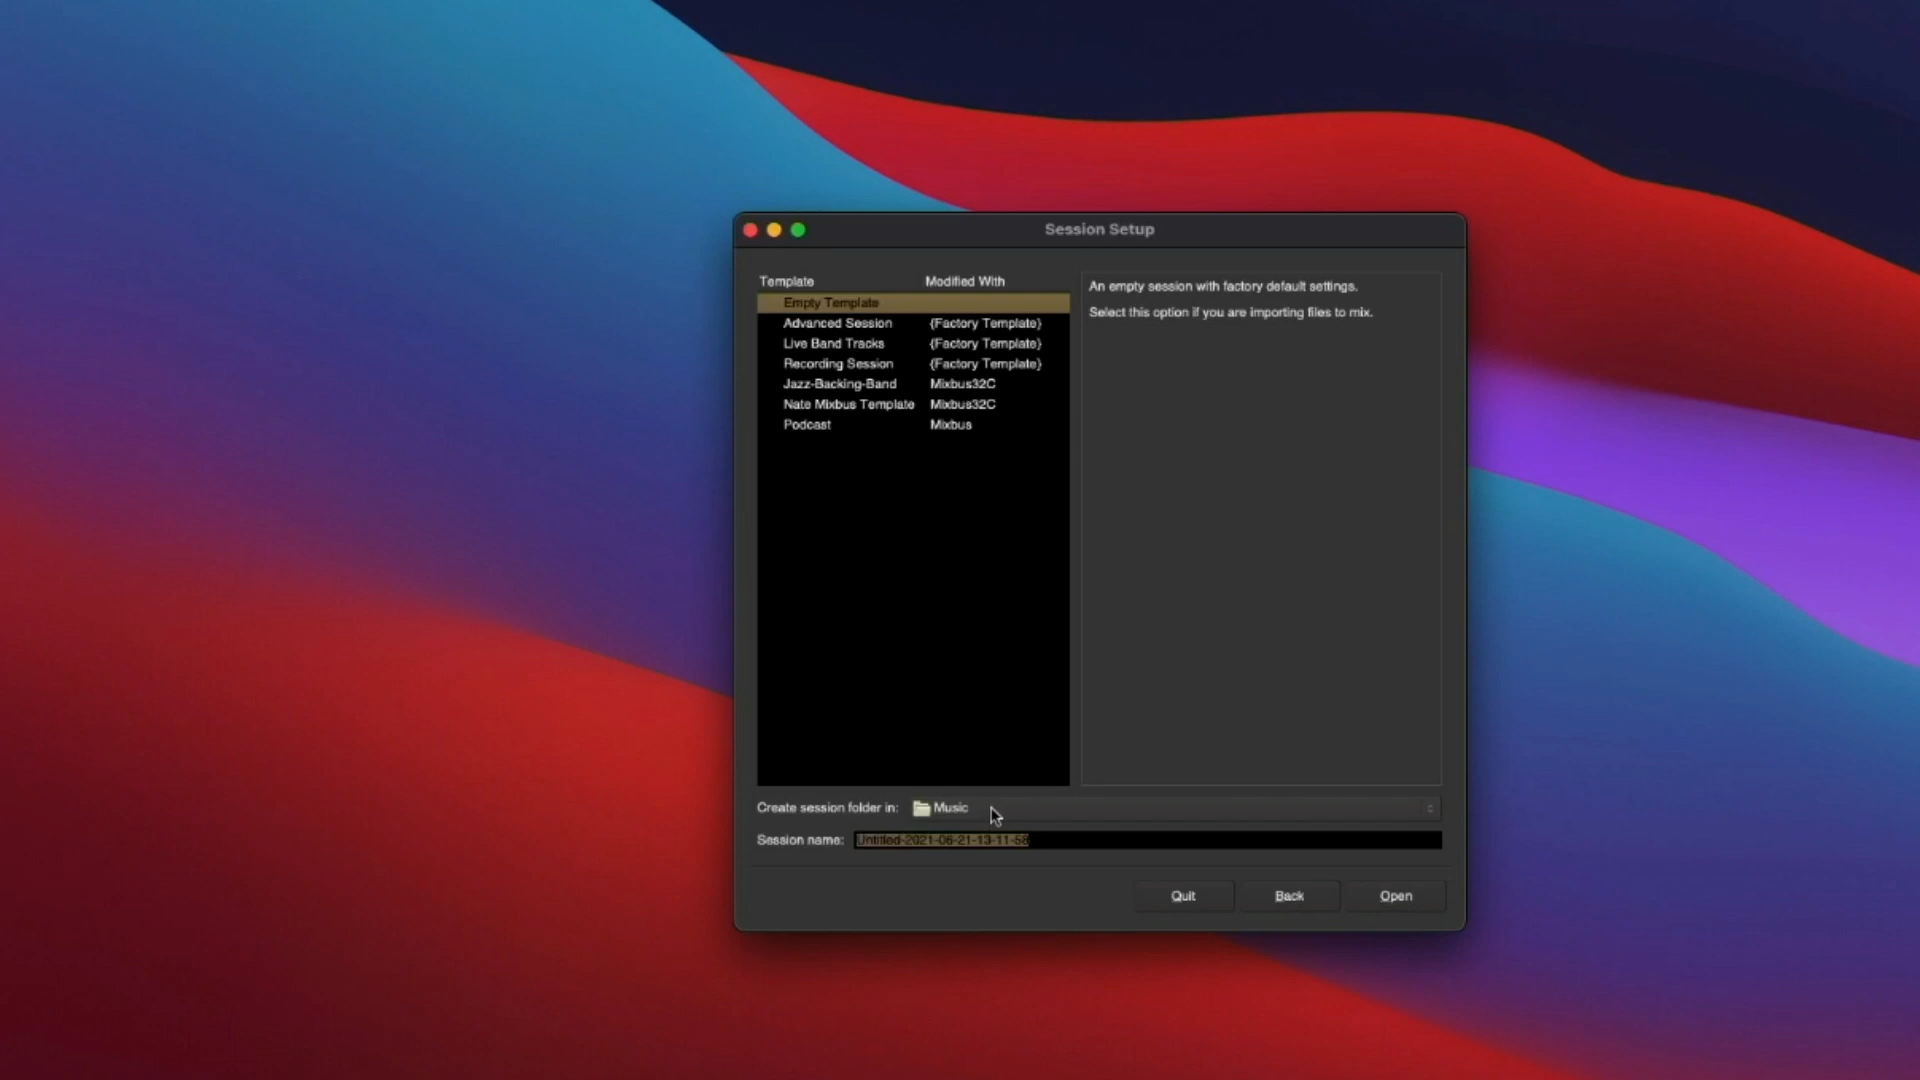 Session Setup
Template Modified With
Empty Template
Advanced Session {Factory Template}
Live Band Tracks {Factory Template}
Recording Session {Factory Template}
Jazz-Backing-Band Mixbus32C
Nate Mixbus Template Mixbus32C
Podcast Mixbus
An empty session with factory default settings.
Select this option if you are importing files to mix.
Create session folder in: Music
Session name:
Quit Back Open